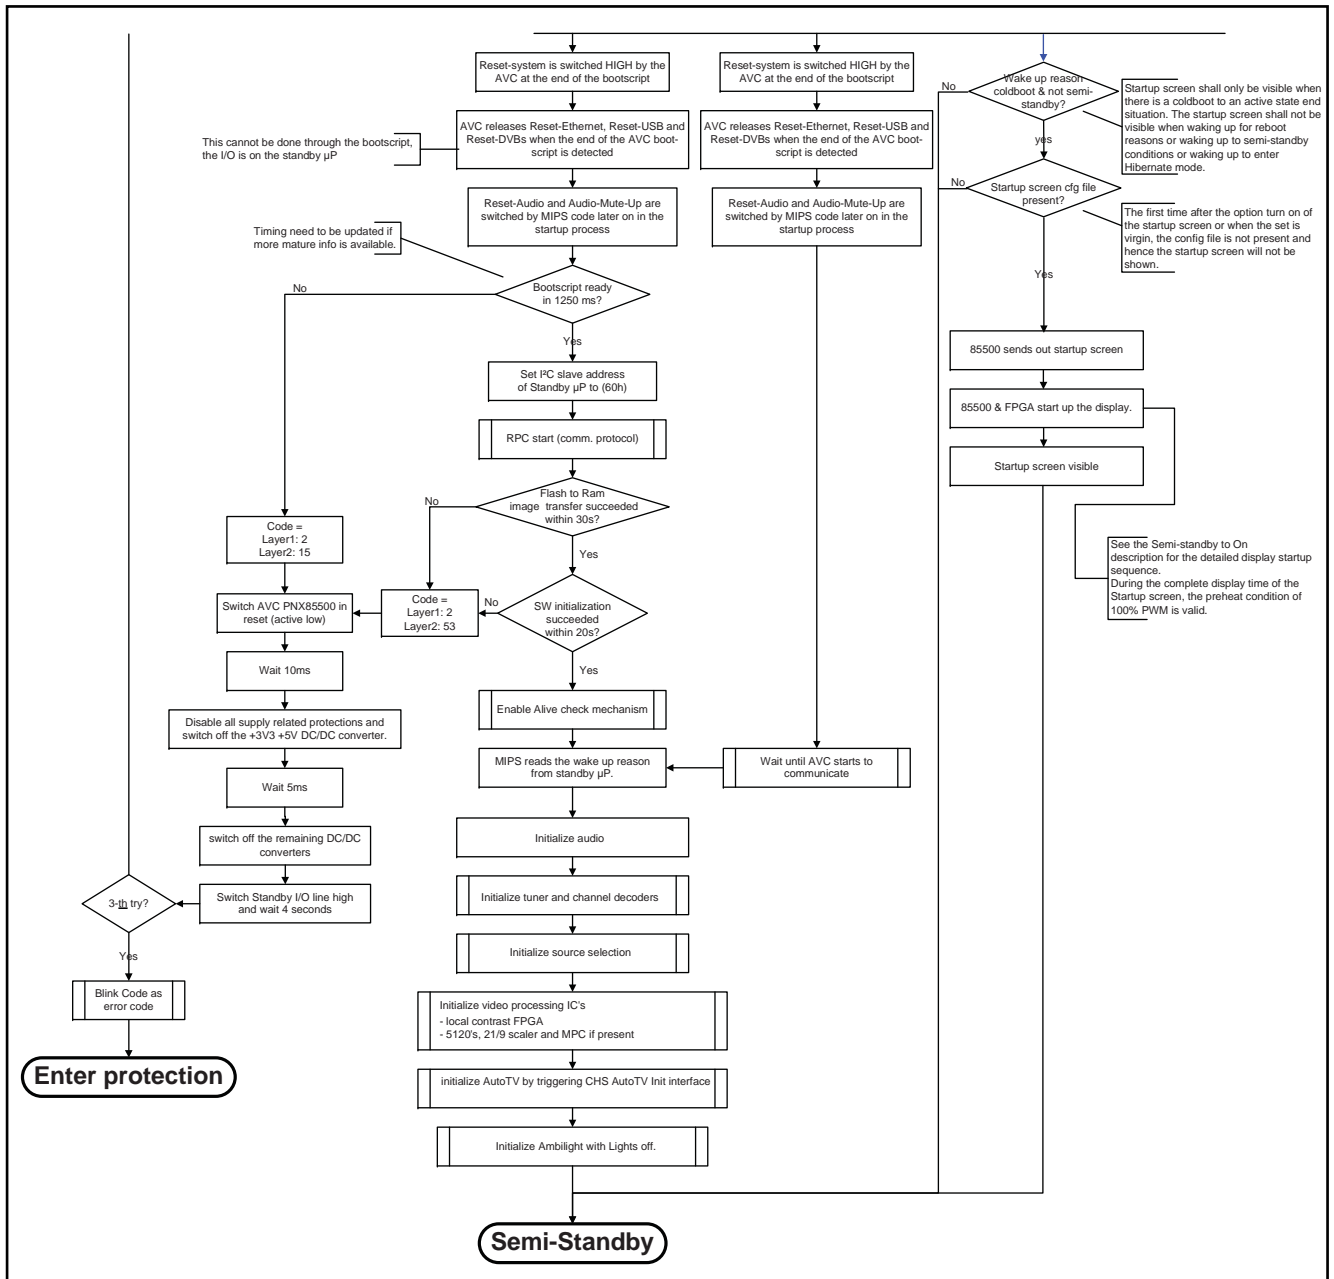 Reset-system is switched HIGH by the
AVC at the end of the bootscript
AVC releases Reset-Ethernet, Reset-USB and
Reset-DVBs when the end of the AVC boot-
script is detected
This cannot be done through the bootscript,
the I/O is on the standby µP
Reset-Audio and Audio-Mute-Up are
switched by MIPS code later on in the
startup process
Timing need to be updated if
more mature info is available.
Bootscript ready
in 1250 ms?
No
Yes
Set I²C slave address
of Standby µP to (60h)
RPC start (comm. protocol)
Flash to Ram
image transfer succeeded
within 30s?
No
Yes
Code =
Layer1: 2
Layer2: 15
Code =
Layer1: 2
Layer2: 53
No
SW initialization
succeeded
within 20s?
Yes
Switch AVC PNX85500 in
reset (active low)
Wait 10ms
Disable all supply related protections and
switch off the +3V3 +5V DC/DC converter.
Wait 5ms
switch off the remaining DC/DC
converters
Switch Standby I/O line high
and wait 4 seconds
3-th try?
Yes
Blink Code as
error code
Enter protection
Enable Alive check mechanism
MIPS reads the wake up reason
from standby µP.
Initialize audio
Initialize tuner and channel decoders
Initialize source selection
Initialize video processing IC's
- local contrast FPGA
- 5120's, 21/9 scaler and MPC if present
initialize AutoTV by triggering CHS AutoTV Init interface
Initialize Ambilight with Lights off.
Semi-Standby
Reset-system is switched HIGH by the
AVC at the end of the bootscript
AVC releases Reset-Ethernet, Reset-USB and
Reset-DVBs when the end of the AVC boot-
script is detected
Reset-Audio and Audio-Mute-Up are
switched by MIPS code later on in the
startup process
Wait until AVC starts to
communicate
Wake up reason
coldboot & not semi-
standby?
No
yes
Startup screen shall only be visible when
there is a coldboot to an active state end
situation. The startup screen shall not be
visible when waking up for reboot
reasons or waking up to semi-standby
conditions or waking up to enter
Hibernate mode.
Startup screen cfg file
present?
No
Yes
The first time after the option turn on of
the startup screen or when the set is
virgin, the config file is not present and
hence the startup screen will not be
shown.
85500 sends out startup screen
85500 & FPGA start up the display.
Startup screen visible
See the Semi-standby to On
description for the detailed display startup
sequence.
During the complete display time of the
Startup screen, the preheat condition of
100% PWM is valid.